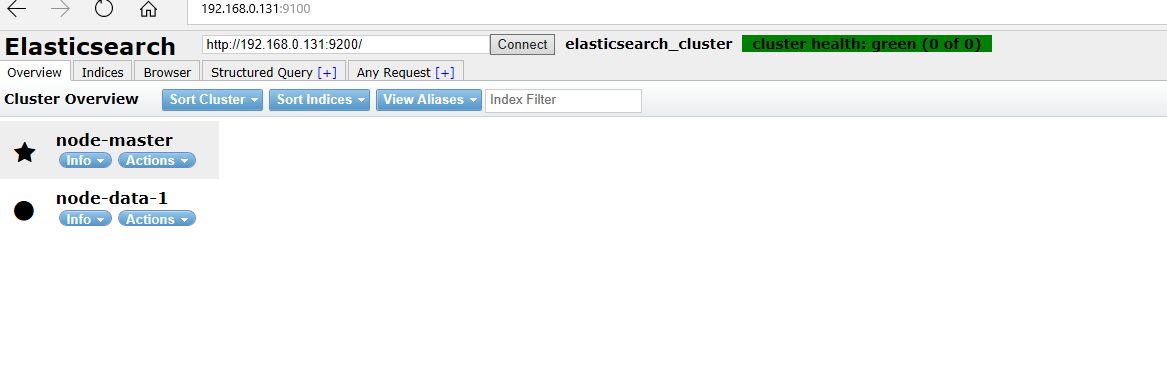 192.168.0.131:9100
Elasticsearch http://192.168.0.131:9200/ Connect elasticsearch_cluster cluster health: green (0 of 0)
Overview Indices Browser Structured Query [+] Any Request [+]
Cluster Overview Sort Cluster Sort Indices View Aliases Index Filter
node-master
Info Actions
node-data-1
Info Actions